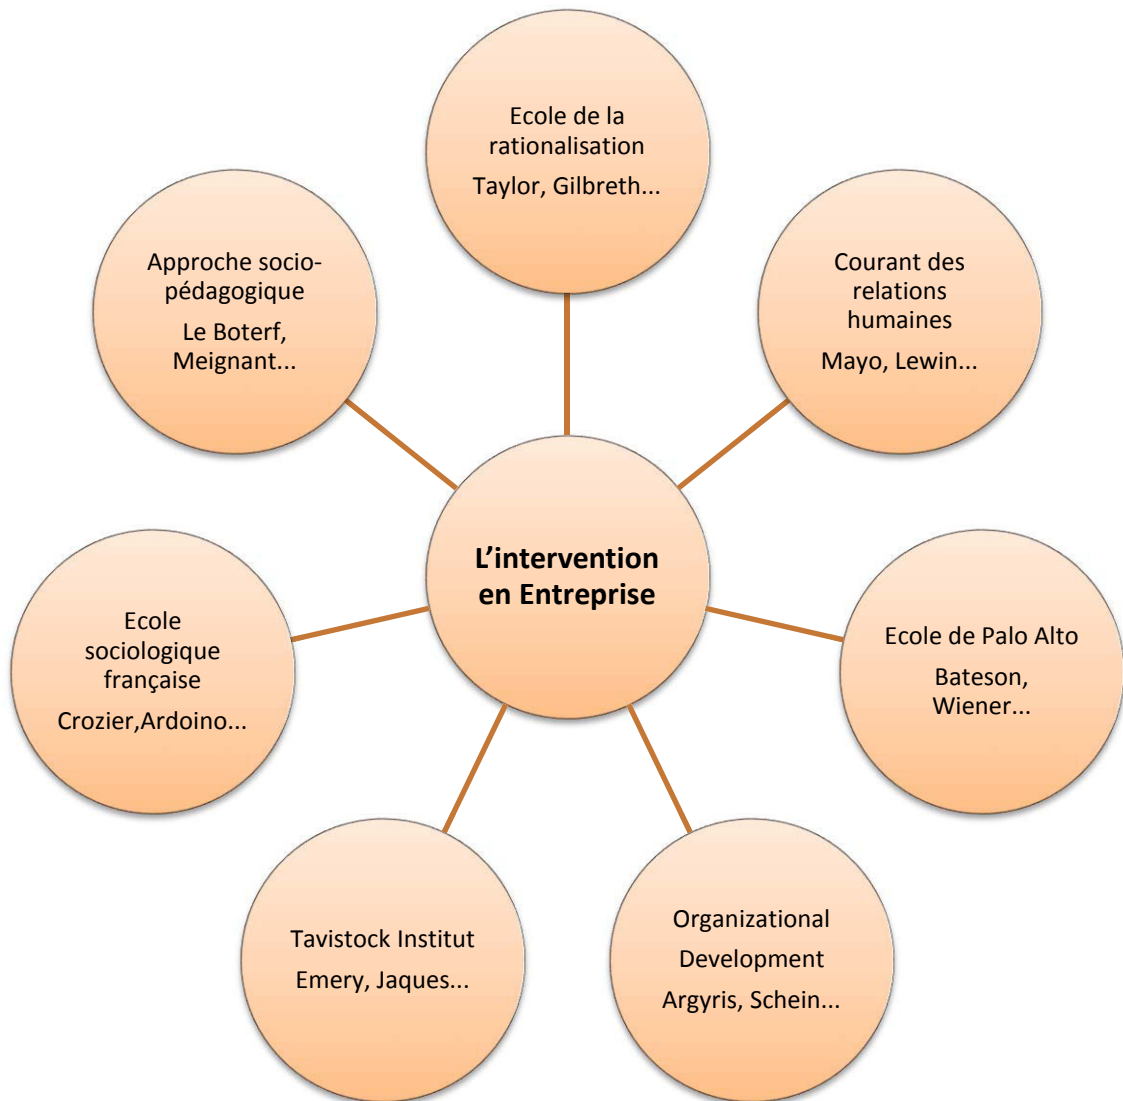 Ecole de la
rationalisation
Taylor, Gilbreth...
Courant des
relations
humaines
Mayo, Lewin...
Ecole de Palo Alto
Bateson,
Wiener...
Organizational
Development
Argyris, Schein...
Tavistock Institut
Emery, Jaques...
Ecole
sociologique
française
Crozier,Ardoino...
Approche socio-
pédagogique
Le Boterf,
Meignant...
L’intervention
en Entreprise